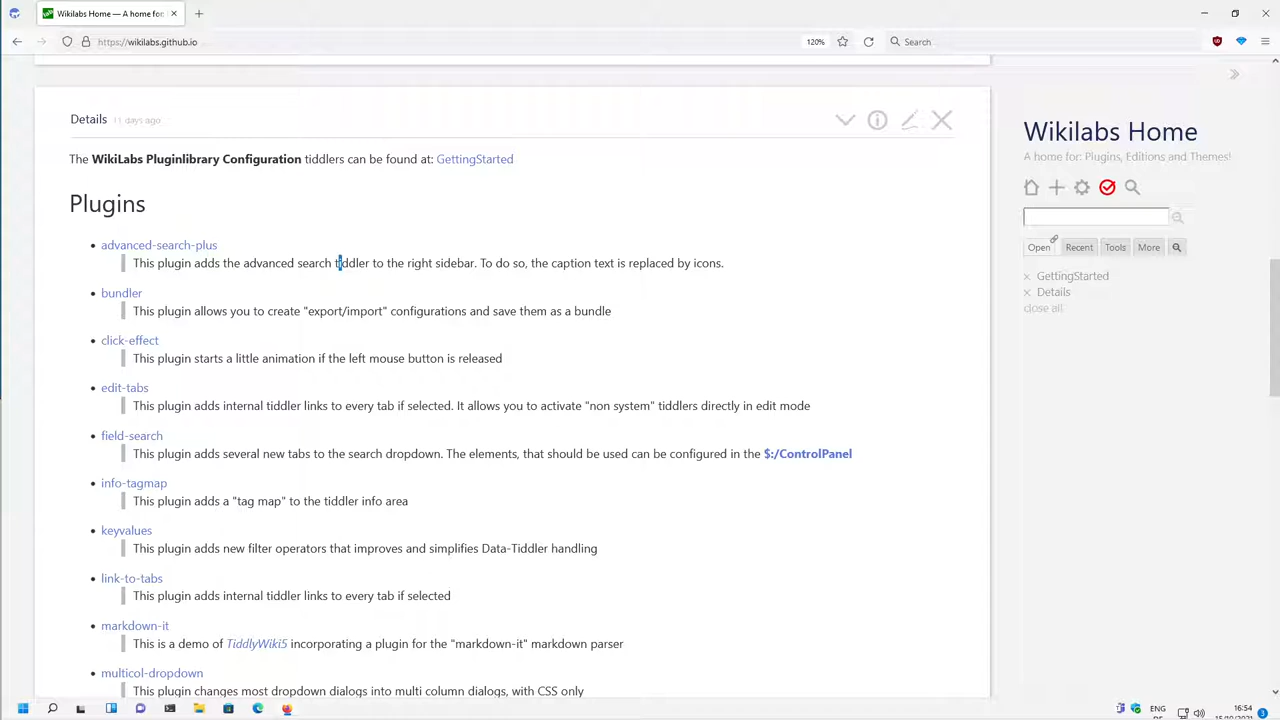 Wikilabs Home — A home for:
https://wikilabs.github.io
120%
Search
Details 11 days ago
The WikiLabs Pluginlibrary Configuration tiddlers can be found at: GettingStarted
Plugins
advanced-search-plus
This plugin adds the advanced search tiddler to the right sidebar. To do so, the caption text is replaced by icons.
bundler
This plugin allows you to create "export/import" configurations and save them as a bundle
click-effect
This plugin starts a little animation if the left mouse button is released
edit-tabs
This plugin adds internal tiddler links to every tab if selected. It allows you to activate "non system" tiddlers directly in edit mode
field-search
This plugin adds several new tabs to the search dropdown. The elements, that should be used can be configured in the $:/ControlPanel
info-tagmap
This plugin adds a "tag map" to the tiddler info area
keyvalues
This plugin adds new filter operators that improves and simplifies Data-Tiddler handling
link-to-tabs
This plugin adds internal tiddler links to every tab if selected
markdown-it
This is a demo of TiddlyWiki5 incorporating a plugin for the "markdown-it" markdown parser
multicol-dropdown
This plugin changes most dropdown dialogs into multi column dialogs, with CSS only
Wikilabs Home
A home for: Plugins, Editions and Themes!
Open Recent Tools More
GettingStarted
Details
close all
ENG
16:54
15/10/2021
3